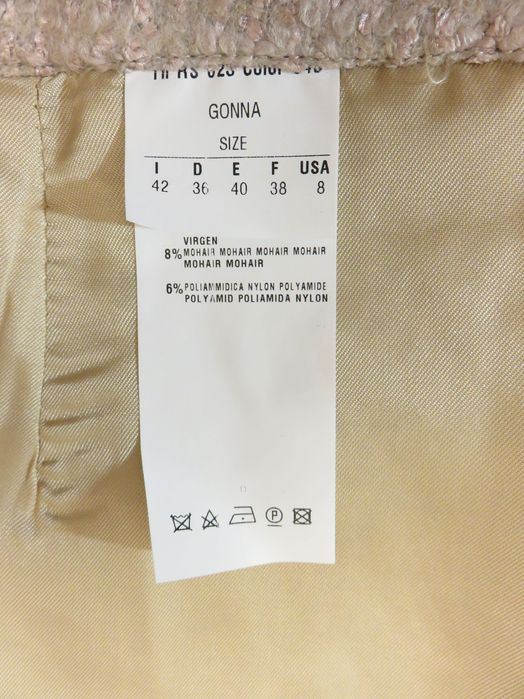 GONNA
SIZE
I D E F USA
42 36 40 38 8
VIRGEN
8% MOHAIR MOHAIR MOHAIR MOHAIR
MOHAIR MOHAIR
6% POLIAMMIDICA NYLON POLYAMIDE
POLYAMID POLIAMIDA NYLON
P